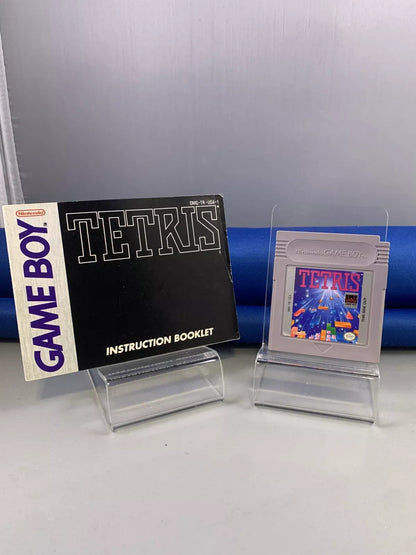 DMG-TR-USA-1
Nintendo
GAME BOY
TETRIS
INSTRUCTION BOOKLET
Nintendo GAME BOY
TETRIS